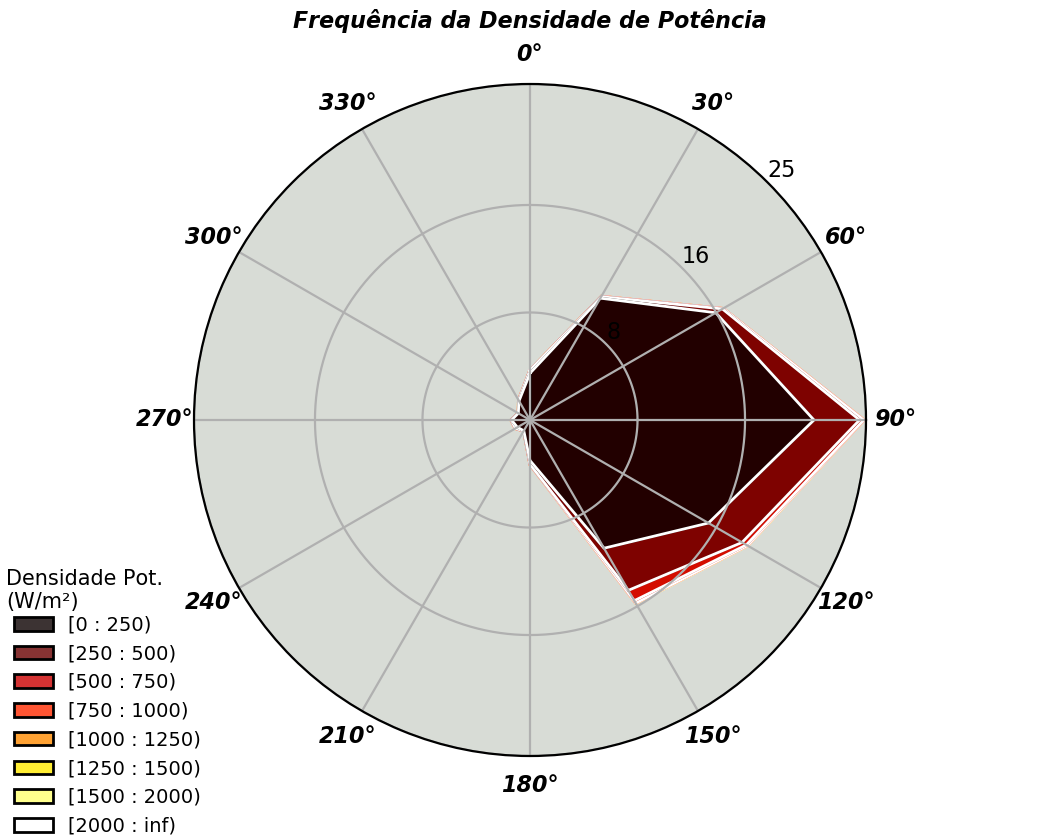 Frequência da Densidade de Potência
0°
330°
30°
25
300°
60°
16
8
270°
90°
240°
120°
210°
150°
180°
Densidade Pot.
(W/m²)
[0 : 250)
[250 : 500)
[500 : 750)
[750 : 1000)
[1000 : 1250)
[1250 : 1500)
[1500 : 2000)
[2000 : inf)